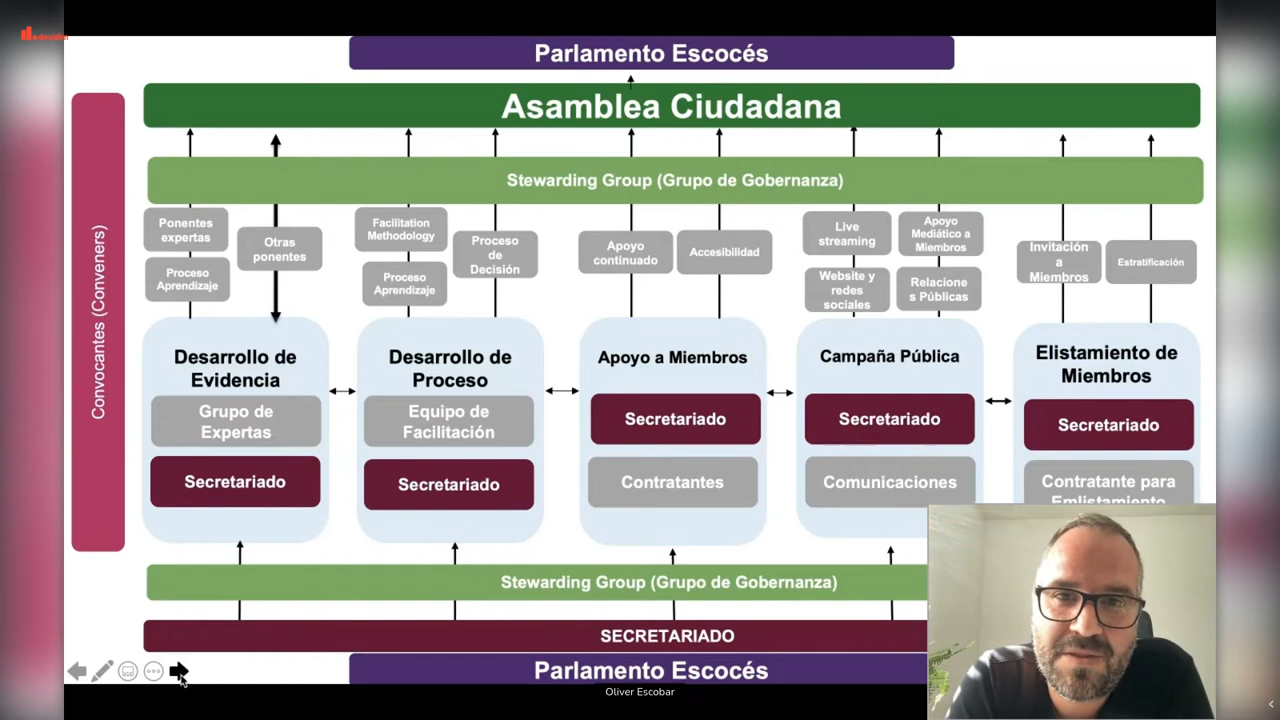 Parlamento Escocés
Asamblea Ciudadana
Stewarding Group (Grupo de Gobernanza)
Convocantes (Conveners)
Ponentes
expertas
Proceso
Aprendizaje
Otras
ponentes
Facilitation
Methodology
Proceso
Aprendizaje
Proceso
de
Decisión
Apoyo
continuado
Accesibilidad
Live
streaming
Website y
redes
sociales
Apoyo
Mediático a
Miembros
Relacione
s Públicas
Invitación
a
Miembros
Estratificación
Desarrollo de
Evidencia
Grupo de
Expertas
Secretariado
Desarrollo de
Proceso
Equipo de
Facilitación
Secretariado
Apoyo a Miembros
Secretariado
Contratantes
Campaña Pública
Secretariado
Comunicaciones
Elistamiento de
Miembros
Secretariado
Contratante para
Emlistamiento
Stewarding Group (Grupo de Gobernanza)
SECRETARIADO
Parlamento Escocés
Oliver Escobar